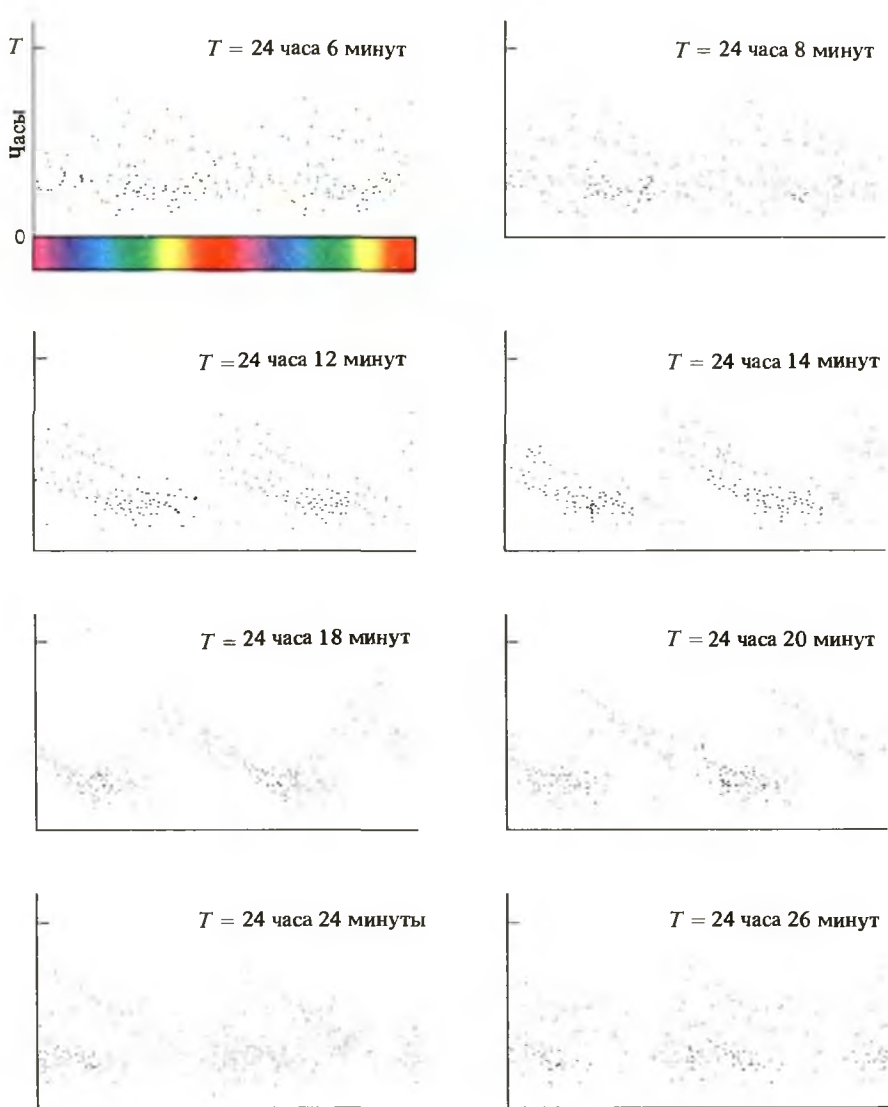 T
T = 24 часа 6 минут
Часы
0
T = 24 часа 8 минут
T = 24 часа 12 минут
T = 24 часа 14 минут
T = 24 часа 18 минут
T = 24 часа 20 минут
T = 24 часа 24 минуты
T = 24 часа 26 минут